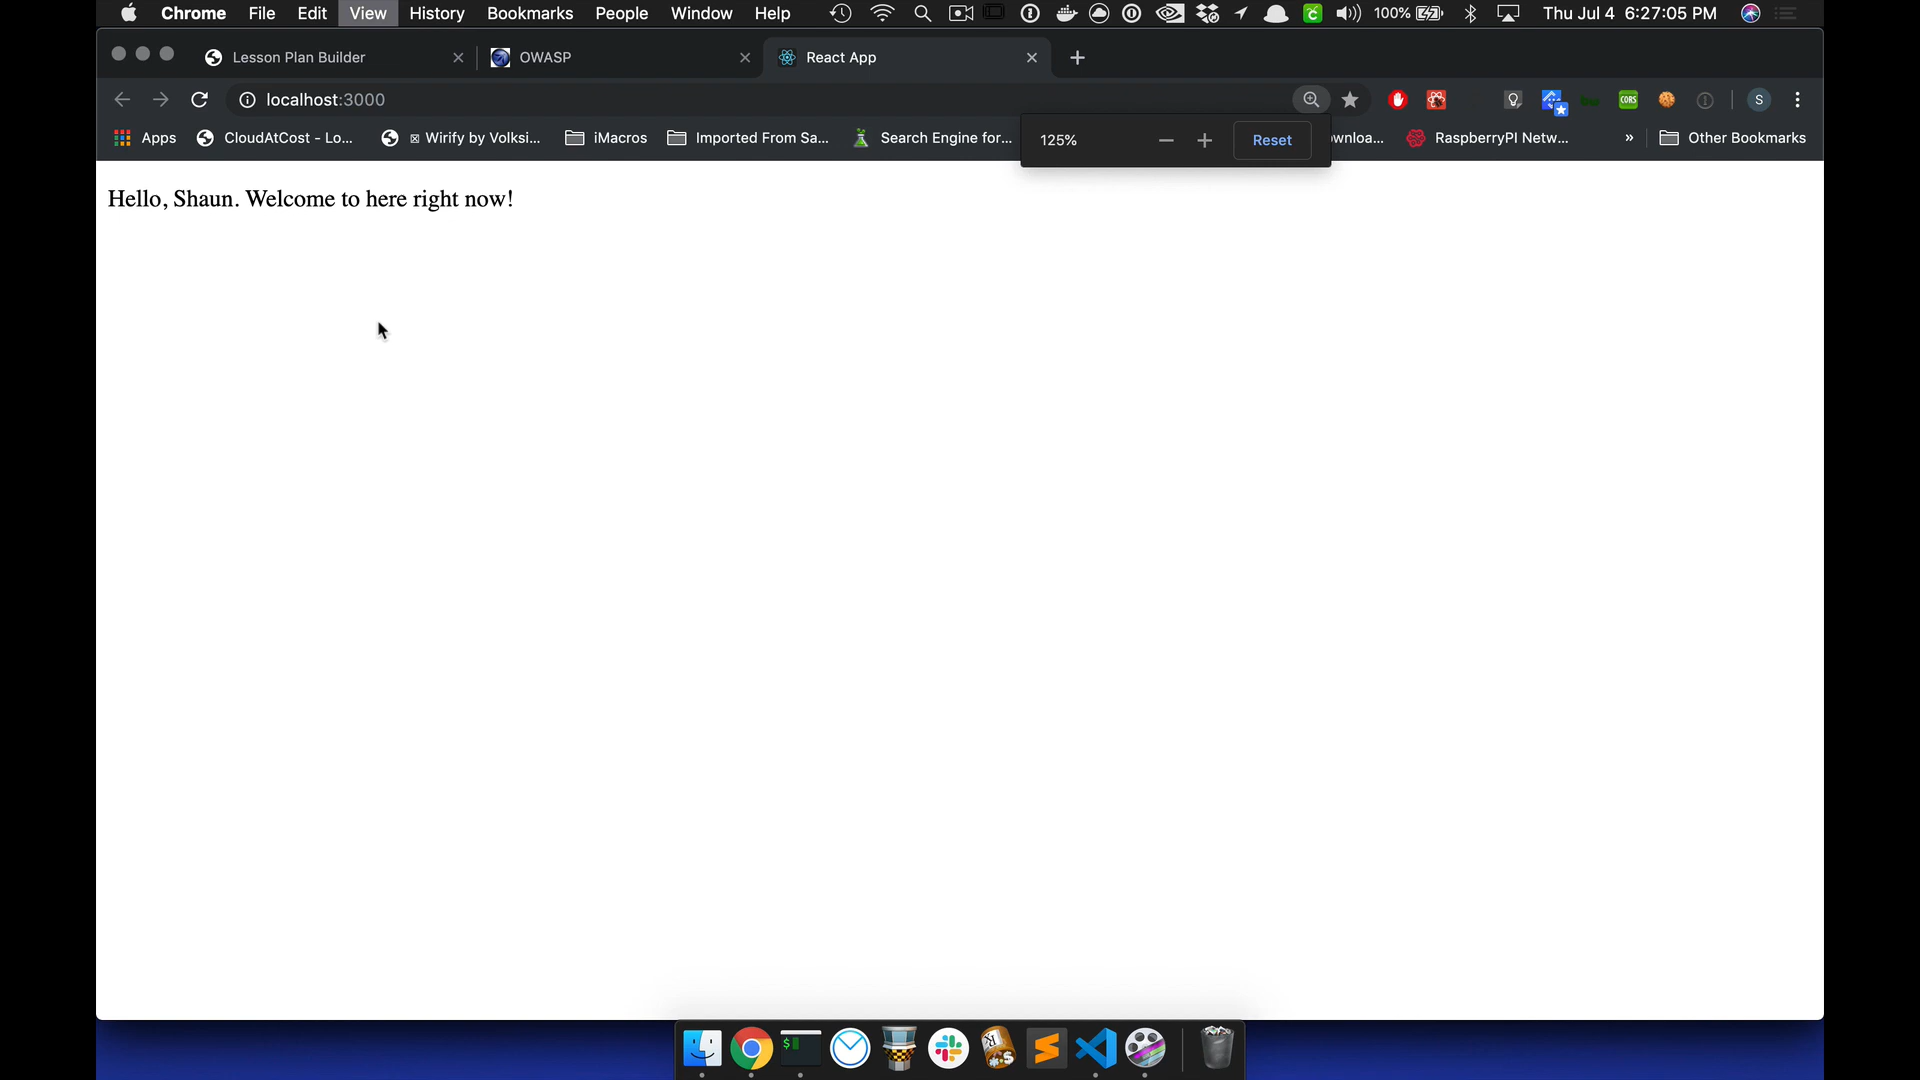 Chrome File Edit View History Bookmarks People Window Help 100% Thu Jul 4 6:27:05 PM
Lesson Plan Builder OWASP React App
localhost:3000 CORS S
Apps CloudAtCost - Lo... Wirify by Volksi... iMacros Imported From Sa... Search Engine for... wnloa... RaspberryPI Netw... » Other Bookmarks
125% Reset
Hello, Shaun. Welcome to here right now!